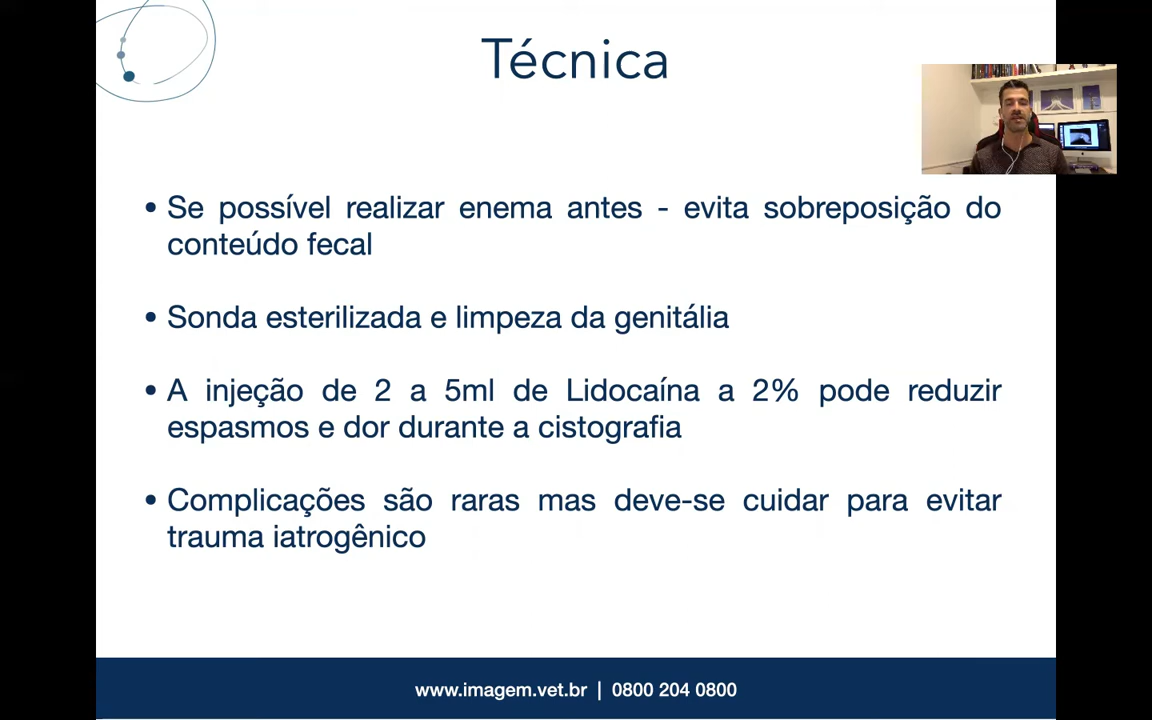 Técnica
• Se possível realizar enema antes - evita sobreposição do
conteúdo fecal
• Sonda esterilizada e limpeza da genitália
• A injeção de 2 a 5ml de Lidocaína a 2% pode reduzir
espasmos e dor durante a cistografia
• Complicações são raras mas deve-se cuidar para evitar
trauma iatrogênico
www.imagem.vet.br | 0800 204 0800